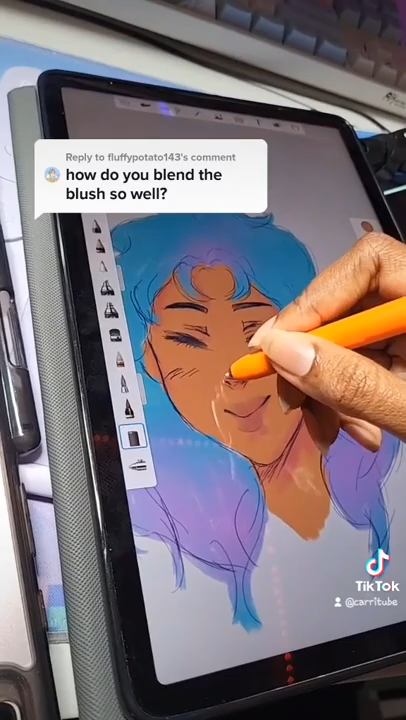 Reply to fluffypotato143's comment
how do you blend the
blush so well?
TikTok
@carritube